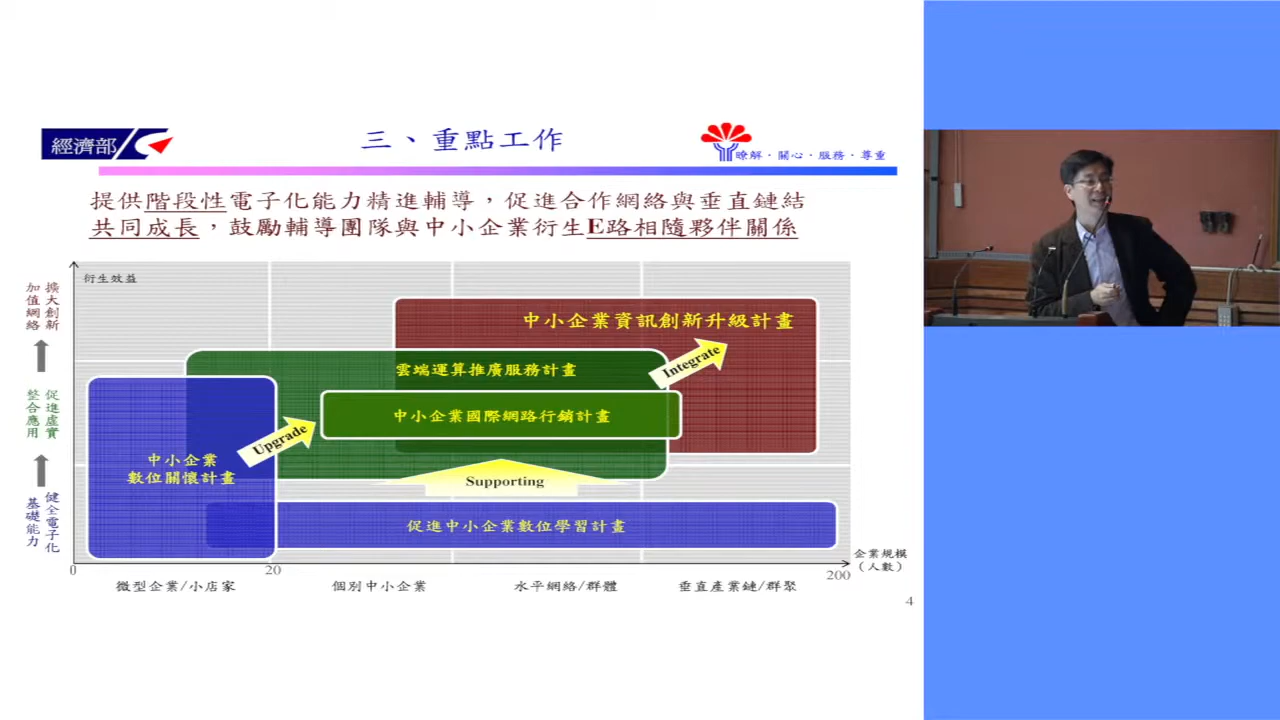 經濟部
三、重點工作
瞭解．關心．服務．尊重
提供階段性電子化能力精進輔導，促進合作網絡與垂直鏈結
共同成長，鼓勵輔導團隊與中小企業衍生E路相隨夥伴關係
衍生效益
擴大創新
加值網絡
促進虛實
整合應用
健全電子化
基礎能力
中小企業資訊創新升級計畫
Integrate
雲端運算推廣服務計畫
中小企業國際網路行銷計畫
Upgrade
中小企業
數位關懷計畫
Supporting
促進中小企業數位學習計畫
企業規模
（人數）
0
20
200
微型企業/小店家
個別中小企業
水平網絡/群體
垂直產業鏈/群聚
4